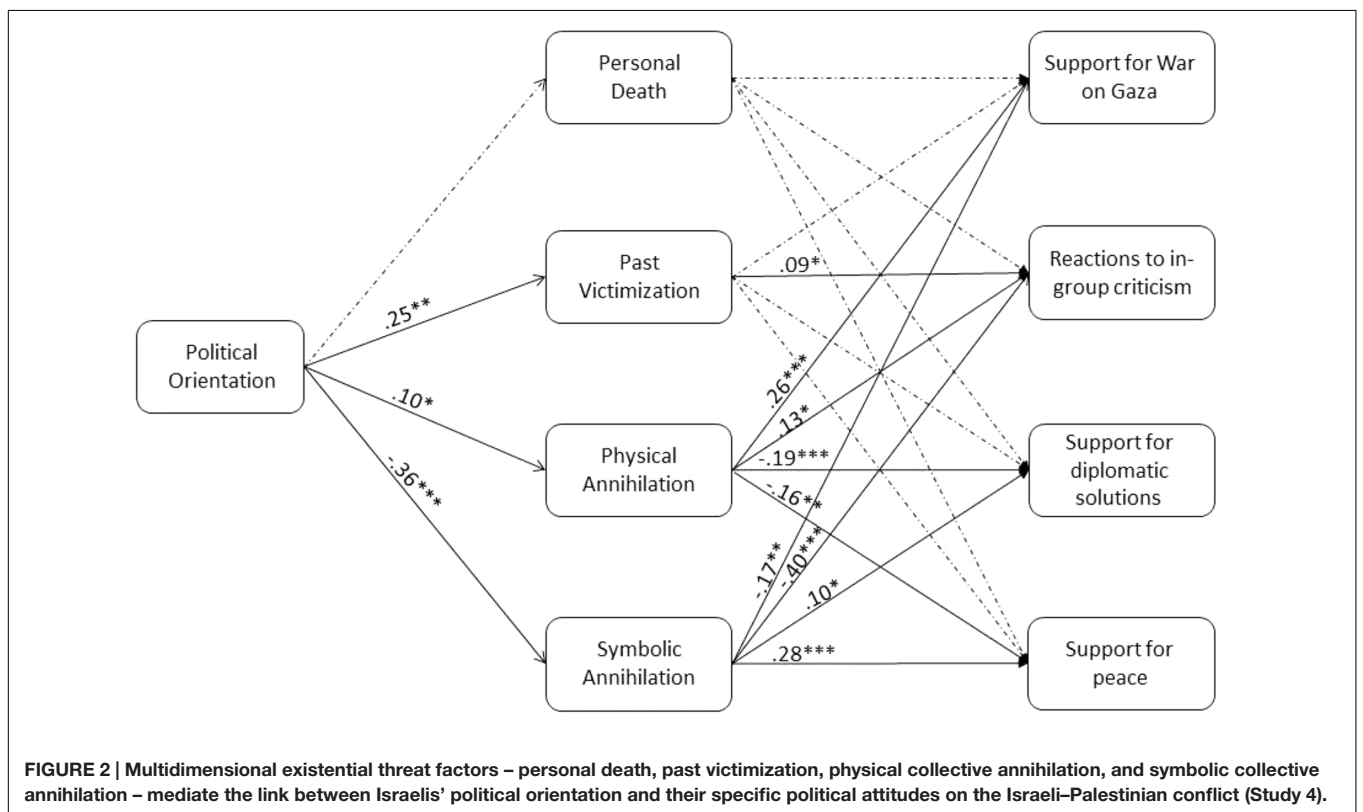 Personal
Death
Support for War
on Gaza
Past
Victimization
.09*
Reactions to in-
group criticism
.25**
Political
Orientation
.10*
-.36***
Physical
Annihilation
.26***
.13*
-.19***
-.16**
Support for
diplomatic
solutions
Symbolic
Annihilation
-.17**
-.40***
.10*
.28***
Support for
peace
FIGURE 2 | Multidimensional existential threat factors – personal death, past victimization, physical collective annihilation, and symbolic collective
annihilation – mediate the link between Israelis’ political orientation and their specific political attitudes on the Israeli–Palestinian conflict (Study 4).